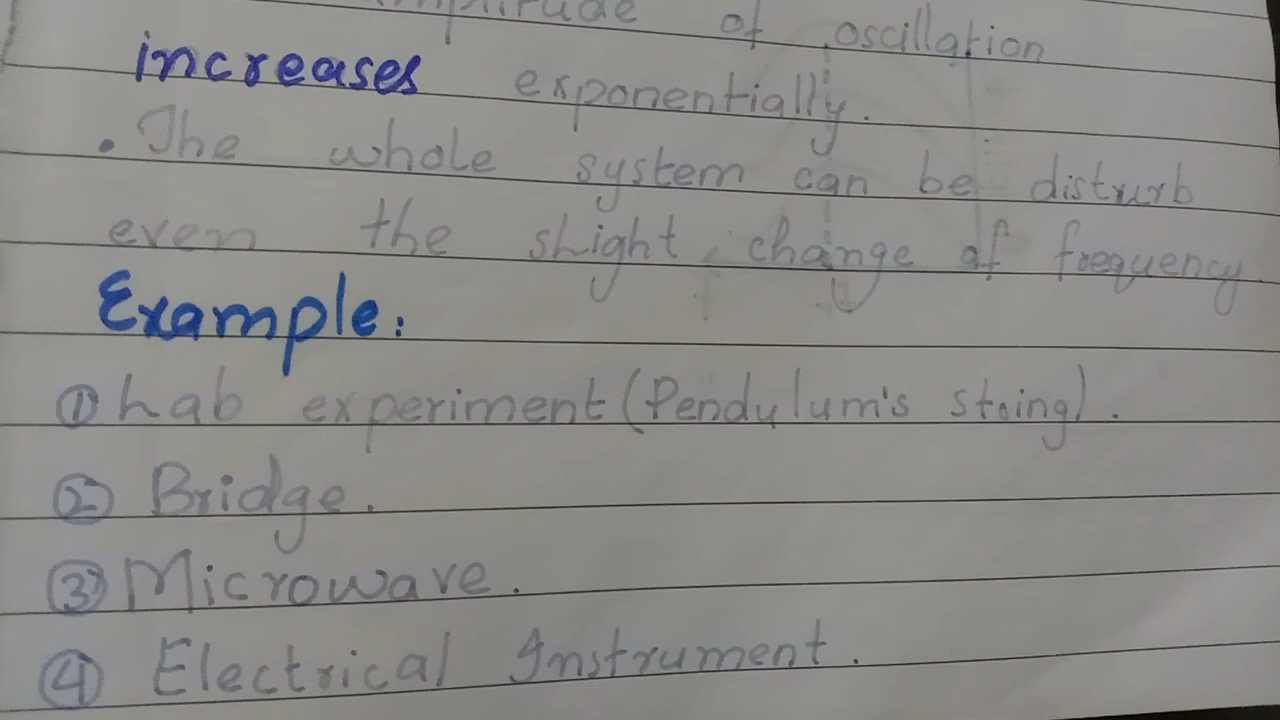 amplitude of oscillation
increases exponentially.
. The whole system can be disturb
even the slight change of frequency
Example:
① Lab experiment (Pendulum's string).
② Bridge.
③ Microwave.
④ Electrical Instrument.